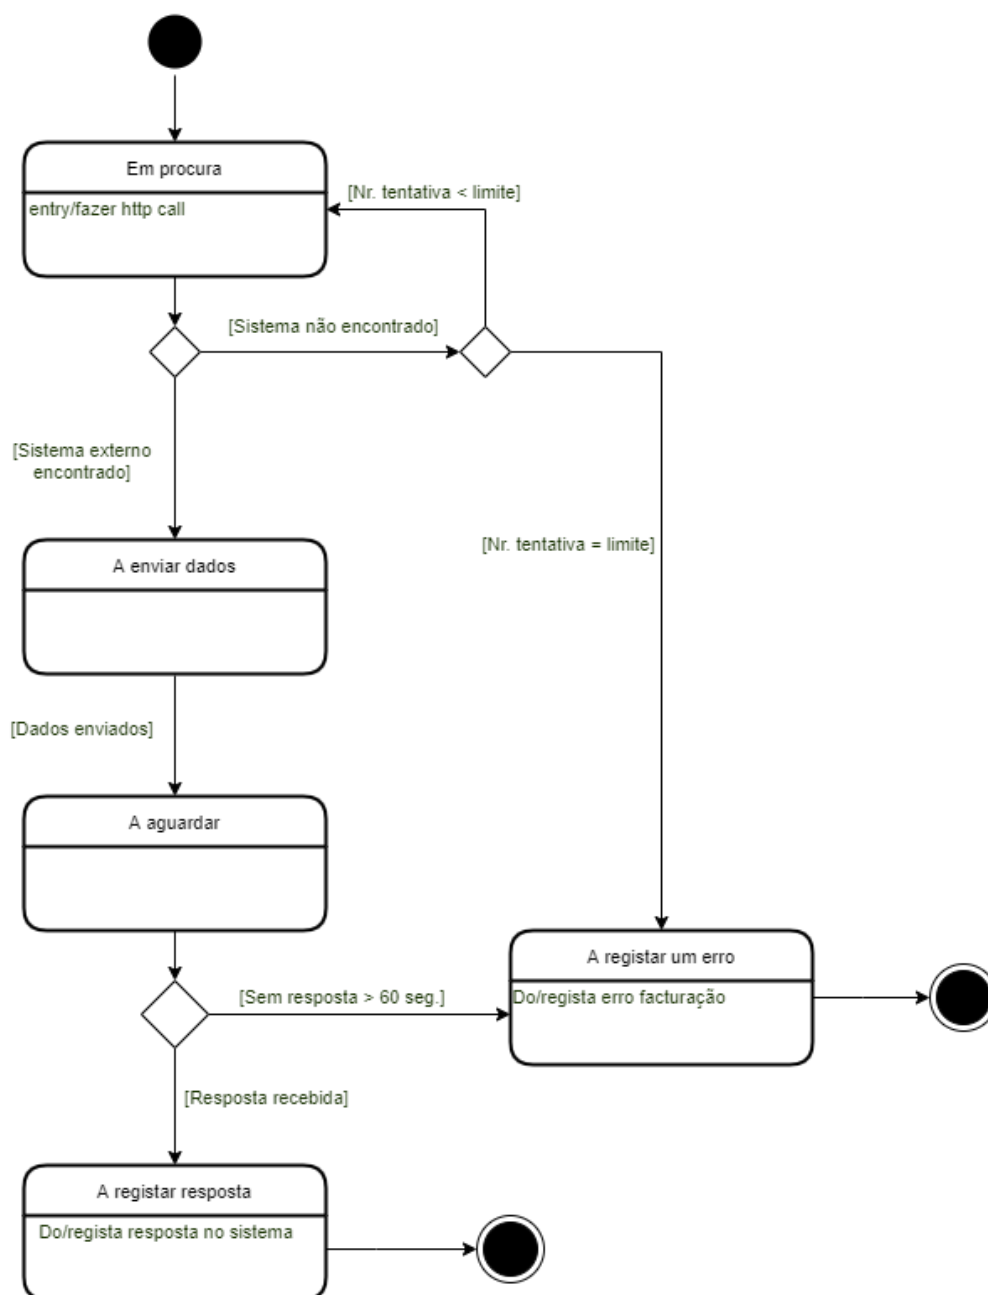 Em procura
entry/fazer http call
[Nr. tentativa < limite]
[Sistema não encontrado]
[Sistema externo
encontrado]
A enviar dados
[Nr. tentativa = limite]
[Dados enviados]
A aguardar
A registar um erro
Do/regista erro facturação
[Sem resposta > 60 seg.]
[Resposta recebida]
A registar resposta
Do/regista resposta no sistema